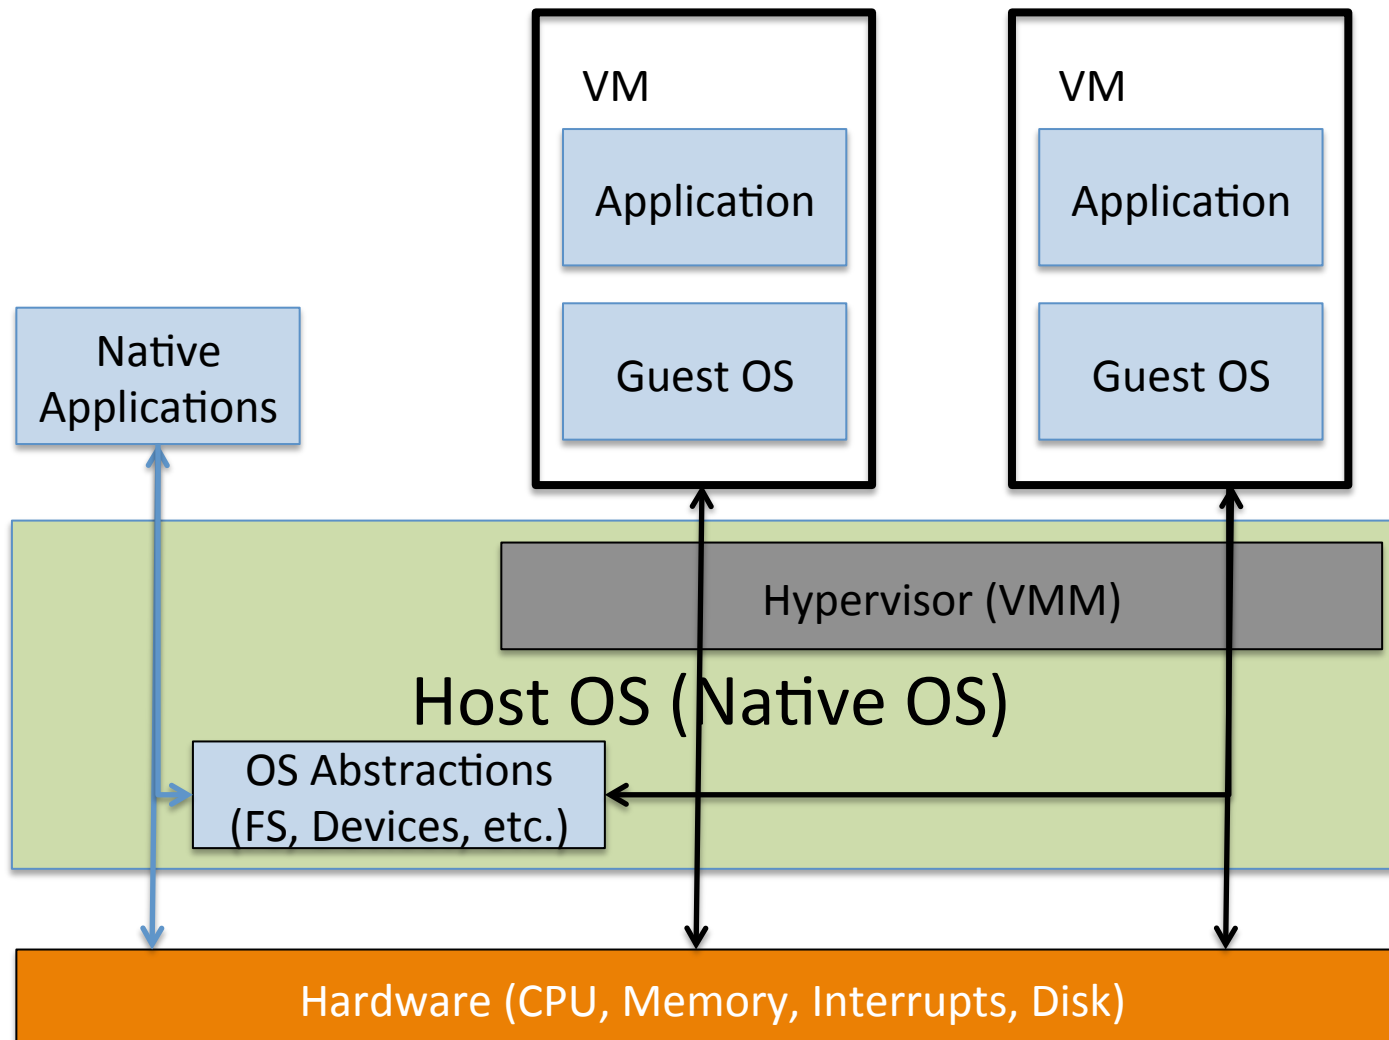 VM
VM
Application
Application
Native
Applications
Guest OS
Guest OS
Hypervisor (VMM)
Host OS (Native OS)
OS Abstractions
(FS, Devices, etc.)
Hardware (CPU, Memory, Interrupts, Disk)